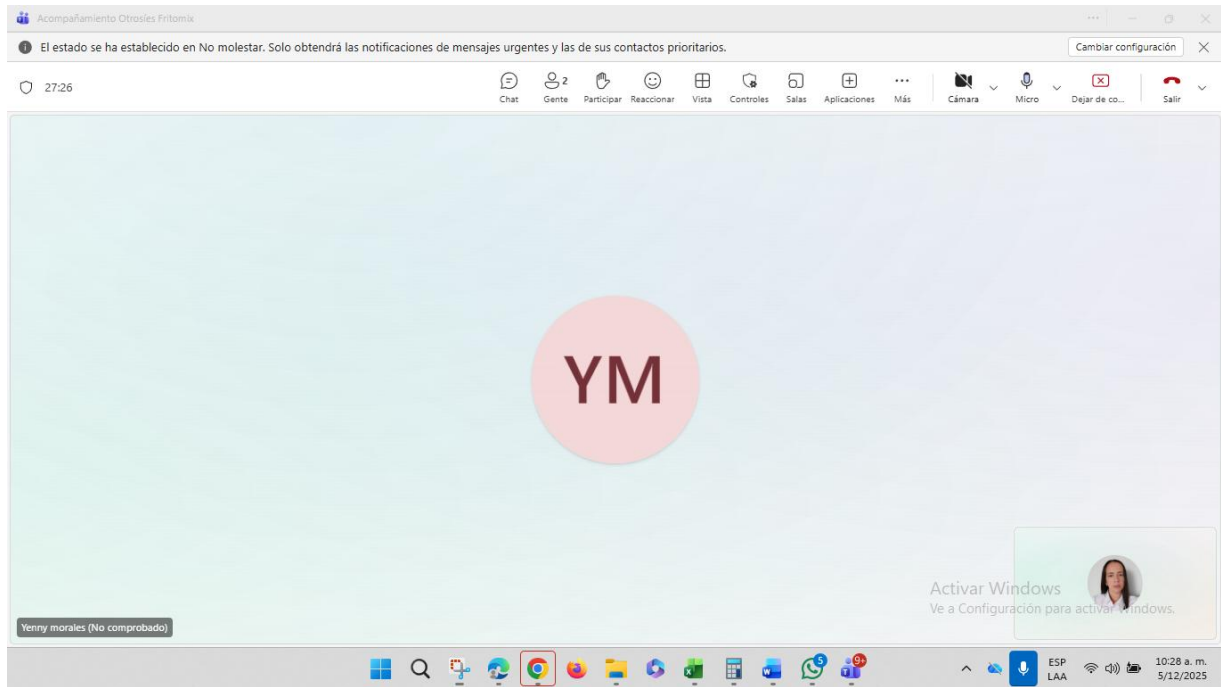 Acompañamiento Otrosíes Fritomix
El estado se ha establecido en No molestar. Solo obtendrá las notificaciones de mensajes urgentes y las de sus contactos prioritarios.
Cambiar configuración
27:26
Chat
2
Gente
Participar
Reaccionar
Vista
Controles
Salas
Aplicaciones
Más
Cámara
Micro
Dejar de co...
Salir
YM
Activar Windows
Ve a Configuración para activar Windows.
Yenny morales (No comprobado)
5
9+
ESP
LAA
10:28 a. m.
5/12/2025